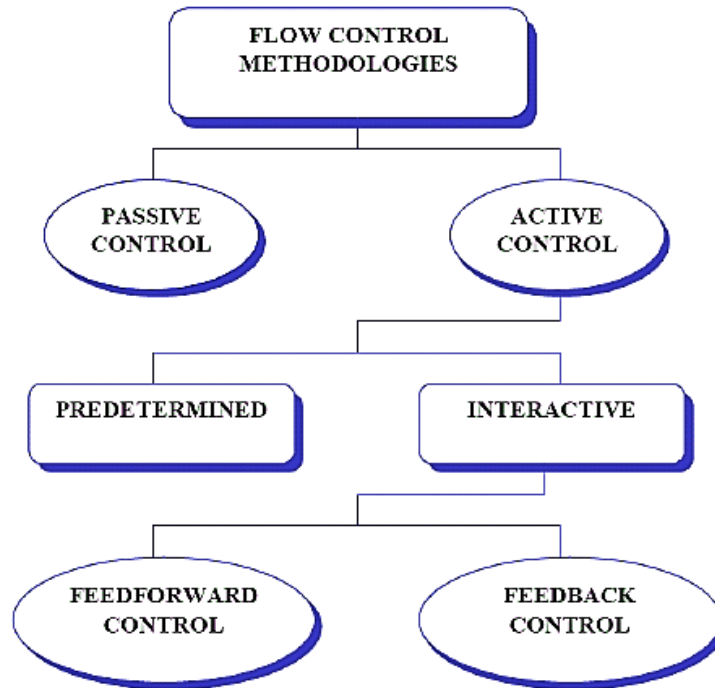 FLOW CONTROL
METHODOLOGIES
PASSIVE
CONTROL
ACTIVE
CONTROL
PREDETERMINED
INTERACTIVE
FEEDFORWARD
CONTROL
FEEDBACK
CONTROL